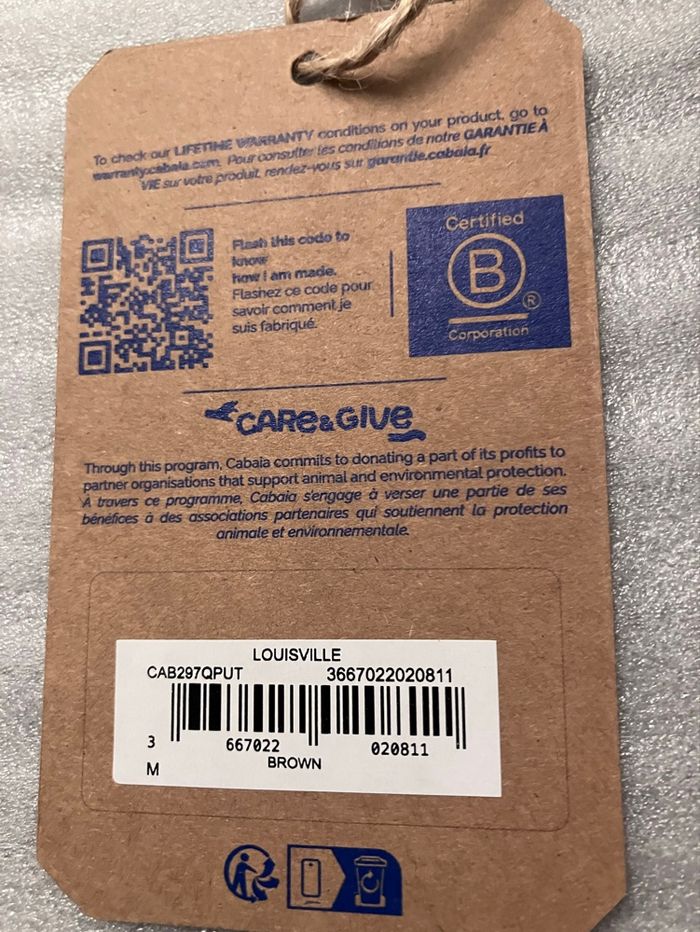 To check our LIFETIME WARRANTY conditions on your product, go to
warranty.cabaia.com. Pour consulter les conditions de notre GARANTIE À
VIE sur votre produit, rendez-vous sur garantie.cabaia.fr
Flash this code to
know
how i am made.
Flashez ce code pour
savoir comment je
suis fabriqué.
Certified
B
®
Corporation
CARE&GIVE
Through this program, Cabaia commits to donating a part of its profits to
partner organisations that support animal and environmental protection.
A travers ce programme, Cabaia s'engage à verser une partie de ses
bénéfices à des associations partenaires qui soutiennent la protection
animale et environnementale.
LOUISVILLE
CAB297QPUT 3667022020811
3 667022 020811
M BROWN